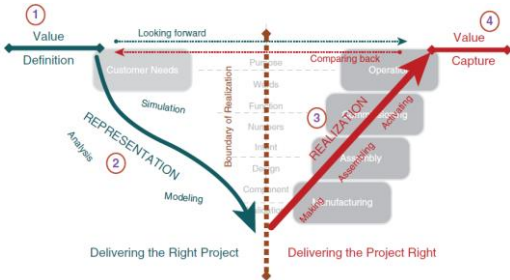 1
4
Value
Looking forward
Value
Definition
Comparing back
Capture
Customer Needs
Purpose
Operation
Words
Simulation
Function
3
Numbers
REPRESENTATION
Boundary of Realization
REALIZATION
Activating
Analysis
2
Intent
Assembly
Assembling
Design
Modeling
Component
Making
Manufacturing
Delivering the Right Project
Delivering the Project Right